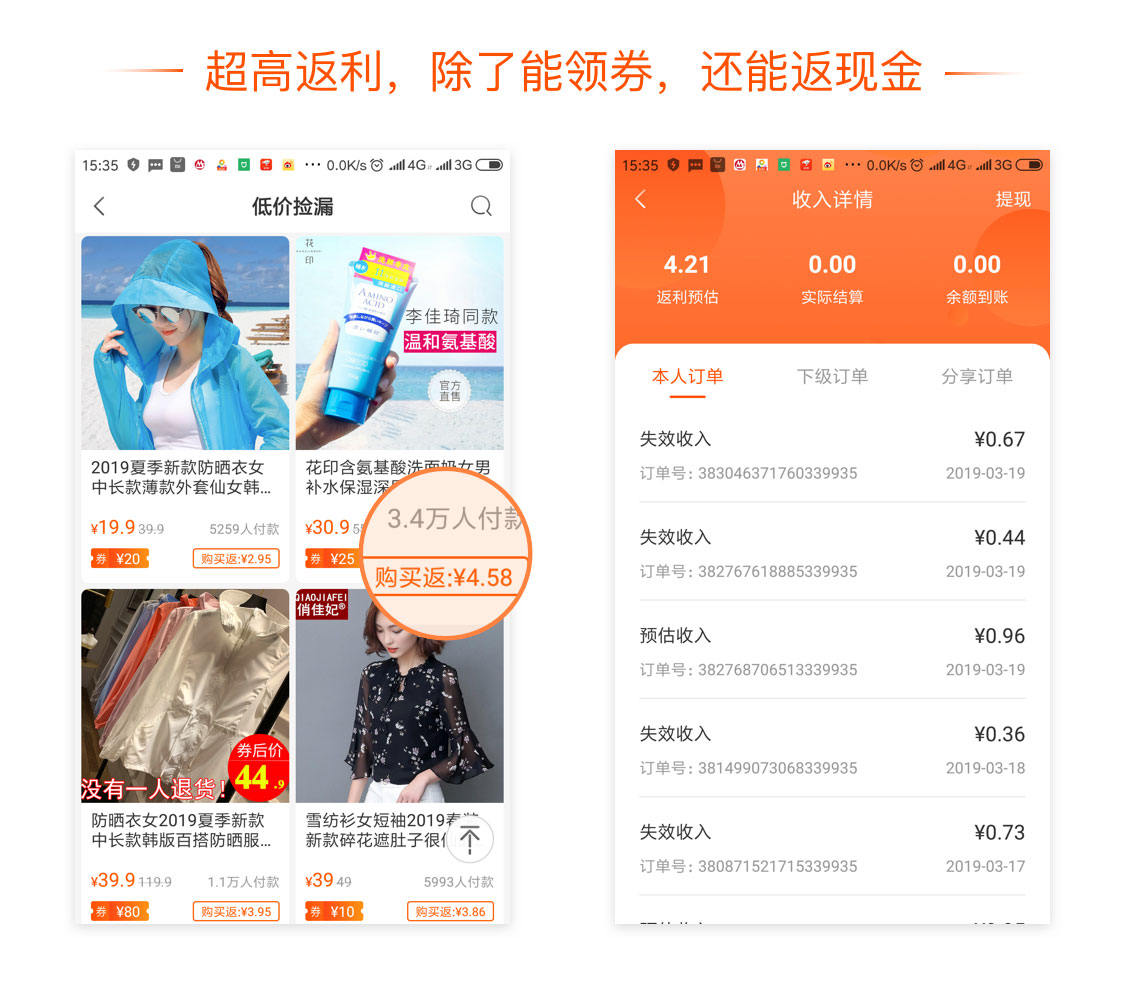 超高返利，除了能领券，还能返现金
15:35
0.0K/s
4G
3G
低价捡漏
花
印
AMINO
ACID
李佳琦同款
温和氨基酸
官方
直售
2019夏季新款防晒衣女
中长款薄款外套仙女韩...
¥19.9 39.9 5259人付款
券 ¥20 购买返:¥2.95
花印含氨基酸洗面奶女男
补水保湿深
¥30.9
3.4万人付款
券 ¥25
购买返:¥4.58
券后价
44.9
没有一人退货！
防晒衣女2019夏季新款
中长款韩版百搭防晒服...
¥39.9 119.9 1.1万人付款
券 ¥80 购买返:¥3.95
QIAOJIAFEI
俏佳妃®
雪纺衫女短袖2019春装
新款碎花遮肚子很
¥39 49 5993人付款
券 ¥10 购买返:¥3.86
15:35
0.0K/s
4G
3G
收入详情
提现
4.21 0.00 0.00
返利预估 实际结算 余额到账
本人订单 下级订单 分享订单
失效收入 ¥0.67
订单号: 383046371760339935 2019-03-19
失效收入 ¥0.44
订单号: 382767618885339935 2019-03-19
预估收入 ¥0.96
订单号: 382768706513339935 2019-03-19
失效收入 ¥0.36
订单号: 381499073068339935 2019-03-18
失效收入 ¥0.73
订单号: 380871521715339935 2019-03-17